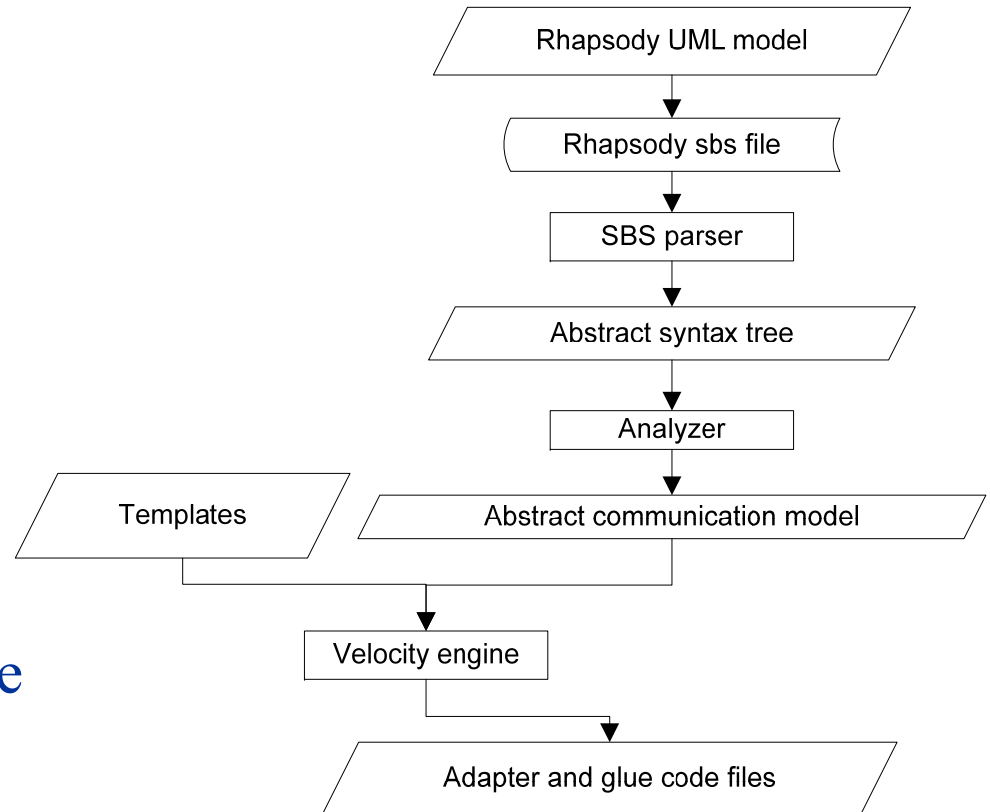 Rhapsody UML model
Rhapsody sbs file
SBS parser
Abstract syntax tree
Analyzer
Templates
Abstract communication model
Velocity engine
e
Adapter and glue code files